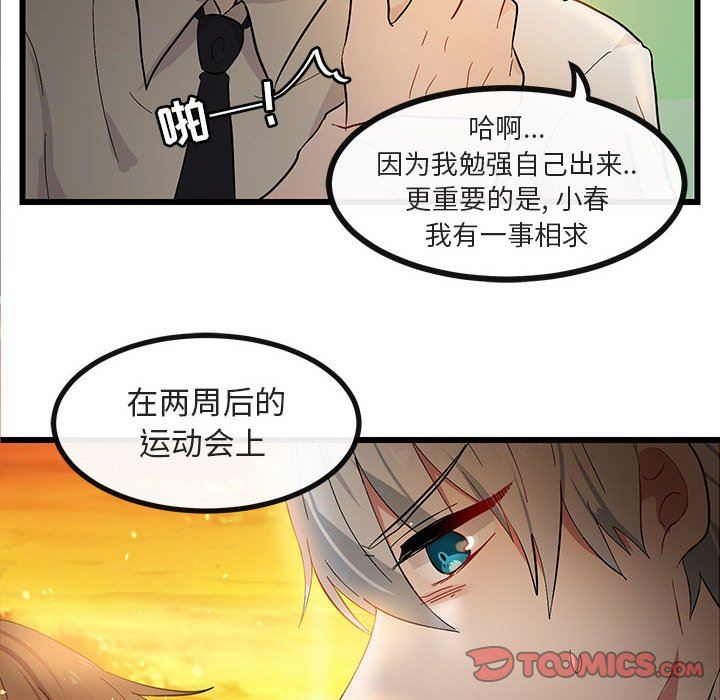 啪一!
哈啊...
因为我勉强自己出来..
更重要的是, 小春
我有一事相求
在两周后的
运动会上
TOOMICS.COM